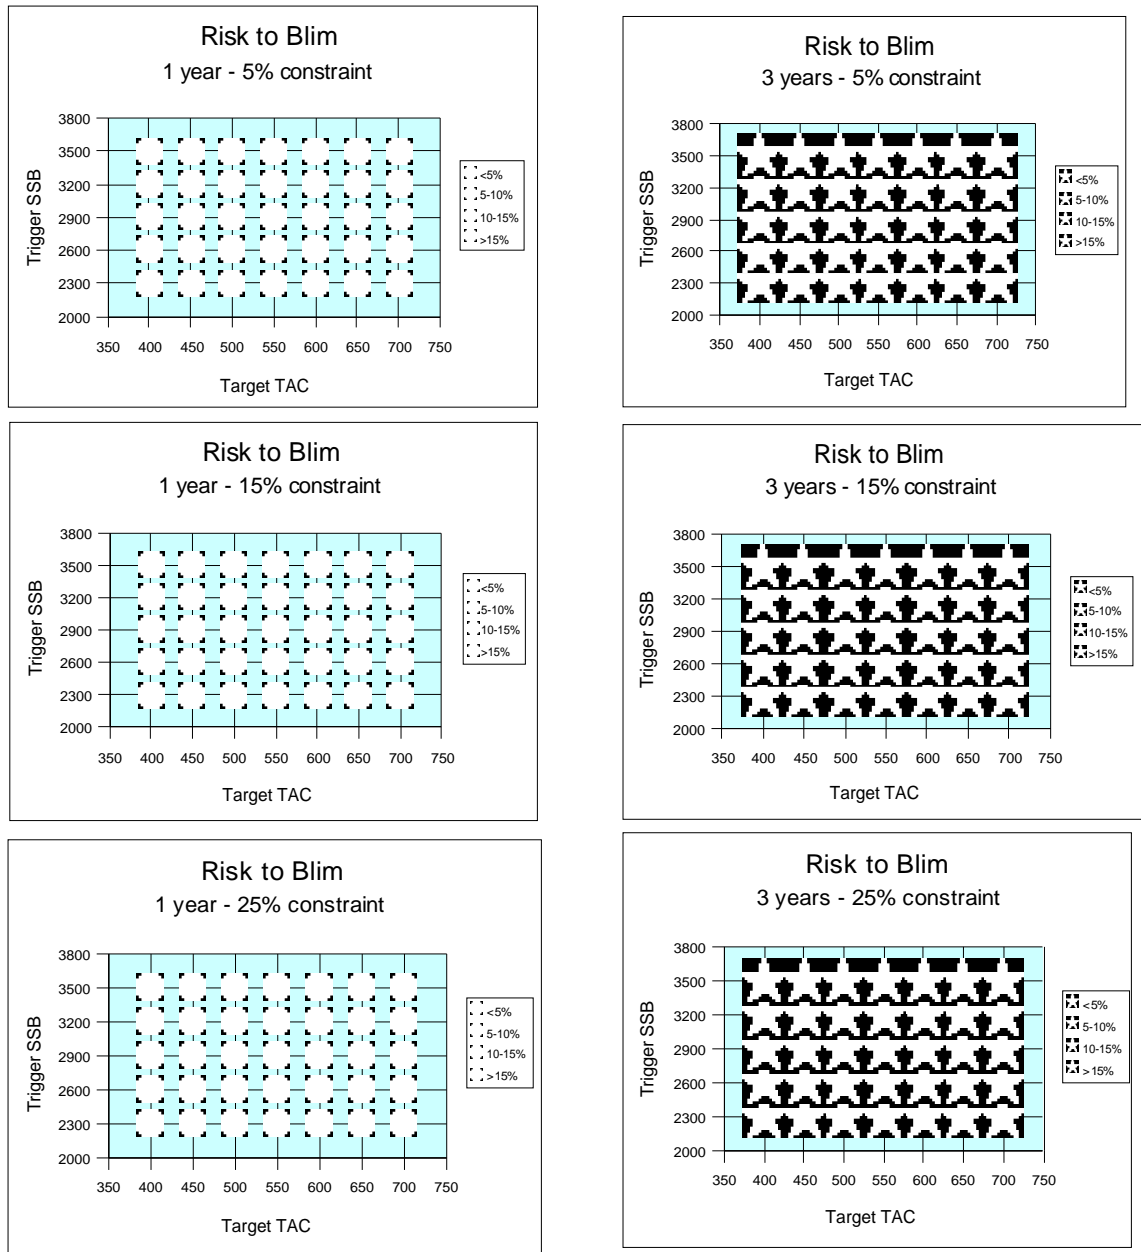 Risk to Blim
1 year - 5% constraint
3800
3500
3200
2900
2600
2300
2000
Trigger SSB
350 400 450 500 550 600 650 700 750
Target TAC
<5%
5-10%
10-15%
>15%
Risk to Blim
3 years - 5% constraint
3800
3500
3200
2900
2600
2300
2000
Trigger SSB
350 400 450 500 550 600 650 700 750
Target TAC
<5%
5-10%
10-15%
>15%
Risk to Blim
1 year - 15% constraint
3800
3500
3200
2900
2600
2300
2000
Trigger SSB
350 400 450 500 550 600 650 700 750
Target TAC
<5%
5-10%
10-15%
>15%
Risk to Blim
3 years - 15% constraint
3800
3500
3200
2900
2600
2300
2000
Trigger SSB
350 400 450 500 550 600 650 700 750
Target TAC
<5%
5-10%
10-15%
>15%
Risk to Blim
1 year - 25% constraint
3800
3500
3200
2900
2600
2300
2000
Trigger SSB
350 400 450 500 550 600 650 700 750
Target TAC
<5%
5-10%
10-15%
>15%
Risk to Blim
3 years - 25% constraint
3800
3500
3200
2900
2600
2300
2000
Trigger SSB
350 400 450 500 550 600 650 700 750
Target TAC
<5%
5-10%
10-15%
>15%